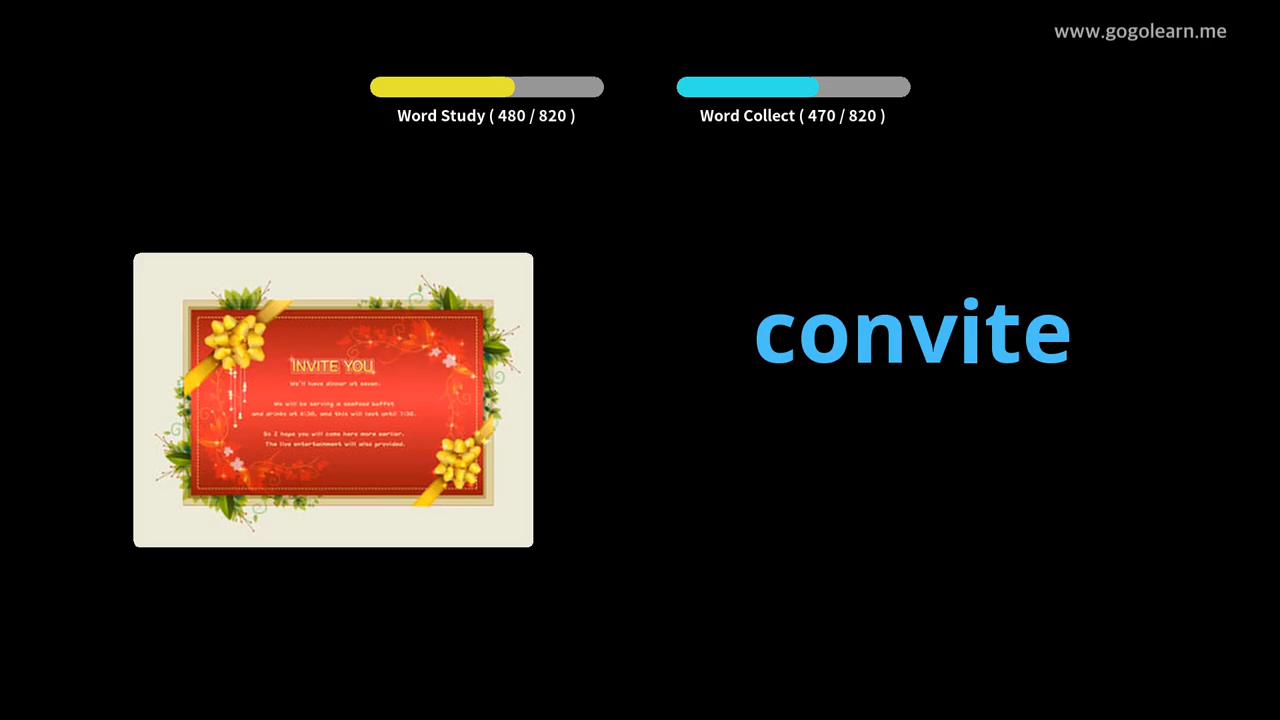 www.gogolearn.me
Word Study ( 480 / 820 )
Word Collect ( 470 / 820 )
convite
INVITE YOU
We'll have dinner at seven.
We will be serving a seafood buffet
and drinks at 6:30, and this will last until 7:30.
So I hope you will come here more earlier.
The live entertainment will also provided.